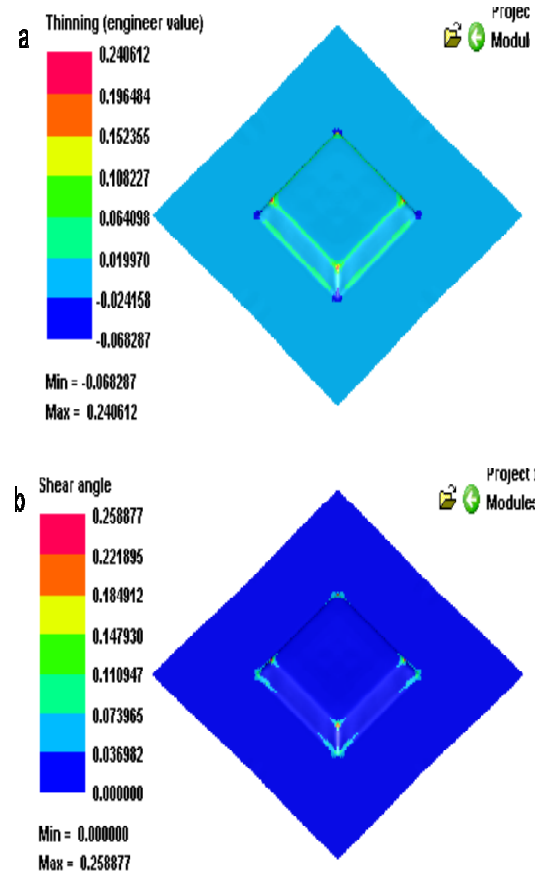 a
Thinning (engineer value)
0.240612
0.196484
0.152355
0.108227
0.064098
0.019970
-0.024158
-0.068287
Min = -0.068287
Max = 0.240612
Projec
Modul
b
Shear angle
0.258877
0.221895
0.184912
0.147930
0.110947
0.073965
0.036982
0.000000
Min = 0.000000
Max = 0.258877
Project
Modules